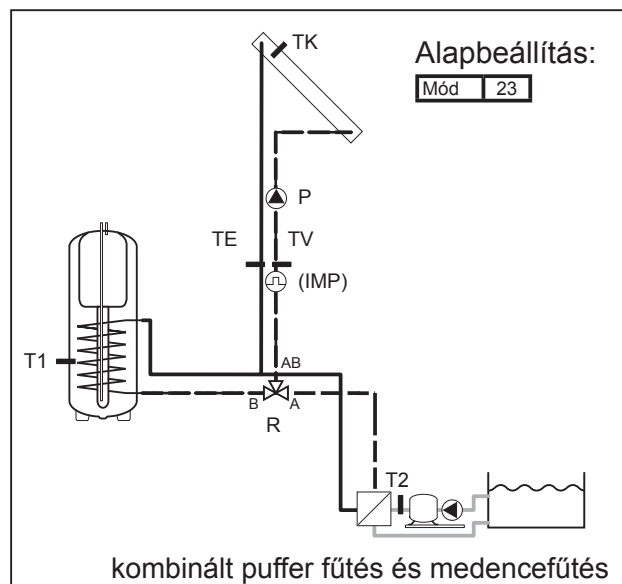 TK
Alapbeállítás:
Mód 23
P
TE
TV
(IMP)
T1
AB
B
A
R
T2
kombinált puffer fűtés és medencefűtés